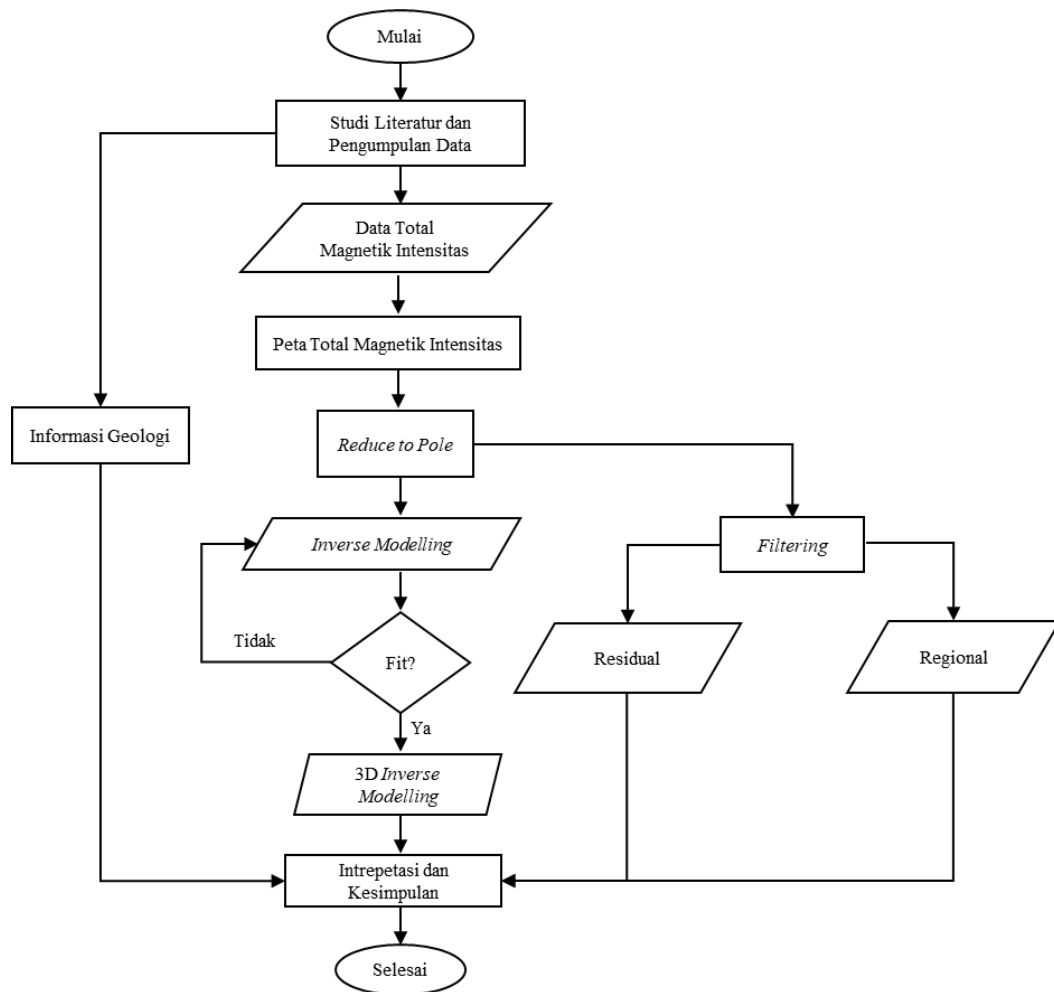 Mulai
Studi Literatur dan
Pengumpulan Data
Data Total
Magnetik Intensitas
Peta Total Magnetik Intensitas
Informasi Geologi
Reduce to Pole
Inverse Modelling
Filtering
Tidak
Fit?
Residual
Regional
Ya
3D Inverse
Modelling
Intrepetasi dan
Kesimpulan
Selesai